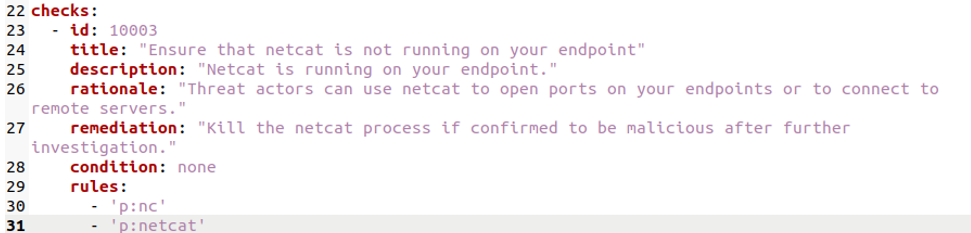 22 checks:
23   - id: 10003
24     title: "Ensure that netcat is not running on your endpoint"
25     description: "Netcat is running on your endpoint."
26     rationale: "Threat actors can use netcat to open ports on your endpoints or to connect to
remote servers."
27     remediation: "Kill the netcat process if confirmed to be malicious after further
investigation."
28     condition: none
29     rules:
30       - 'p:nc'
31       - 'p:netcat'